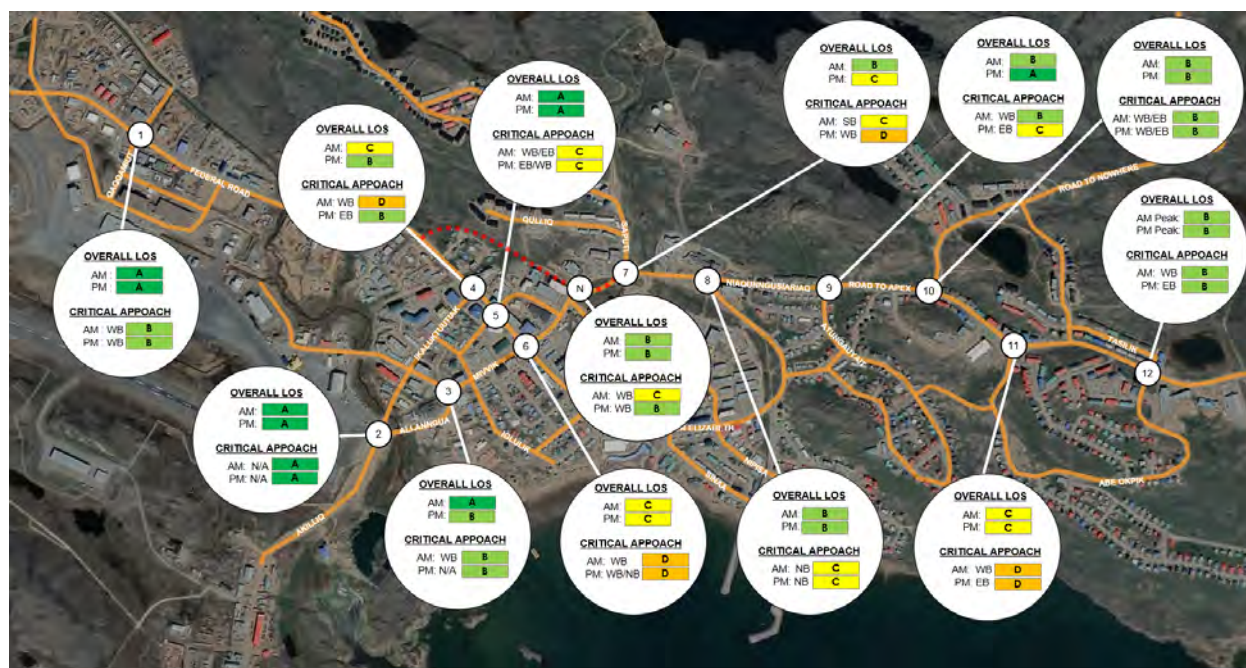 OVERALL LOS
AM: A
PM: A
CRITICAL APPOACH
AM: WB/EB C
PM: EB/WB C
OVERALL LOS
AM: B
PM: C
CRITICAL APPOACH
AM: SB C
PM: WB D
OVERALL LOS
AM: B
PM: A
CRITICAL APPOACH
AM: WB B
PM: EB C
OVERALL LOS
AM: B
PM: B
CRITICAL APPOACH
AM: WB/EB B
PM: WB/EB B
OVERALL LOS
AM: C
PM: B
CRITICAL APPOACH
AM: WB D
PM: EB B
OVERALL LOS
AM Peak: B
PM Peak: B
CRITICAL APPOACH
AM: WB B
PM: EB B
1
FEDERAL ROAD
ROAD TO NOWHERE
QULLIQ
4
5
6
N
7
8
NIAQUNNGUSIARIAQ
9
ROAD TO APEX
10
11
12
OVERALL LOS
AM : A
PM : A
CRITICAL APPOACH
AM : WB B
PM : WB B
OVERALL LOS
AM: B
PM: B
CRITICAL APPOACH
AM: WB C
PM: WB B
3
2
ALLANNGUA
AKILLIQ
SINAA
NIPISA
ABE OKPIK
OVERALL LOS
AM: A
PM: A
CRITICAL APPOACH
AM: N/A A
PM: N/A A
OVERALL LOS
AM: A
PM: B
CRITICAL APPOACH
AM: WB B
PM: N/A B
OVERALL LOS
AM: C
PM: C
CRITICAL APPOACH
AM: WB D
PM: WB/NB D
OVERALL LOS
AM: B
PM: B
CRITICAL APPOACH
AM: NB C
PM: NB C
OVERALL LOS
AM: C
PM: C
CRITICAL APPOACH
AM: WB D
PM: EB D